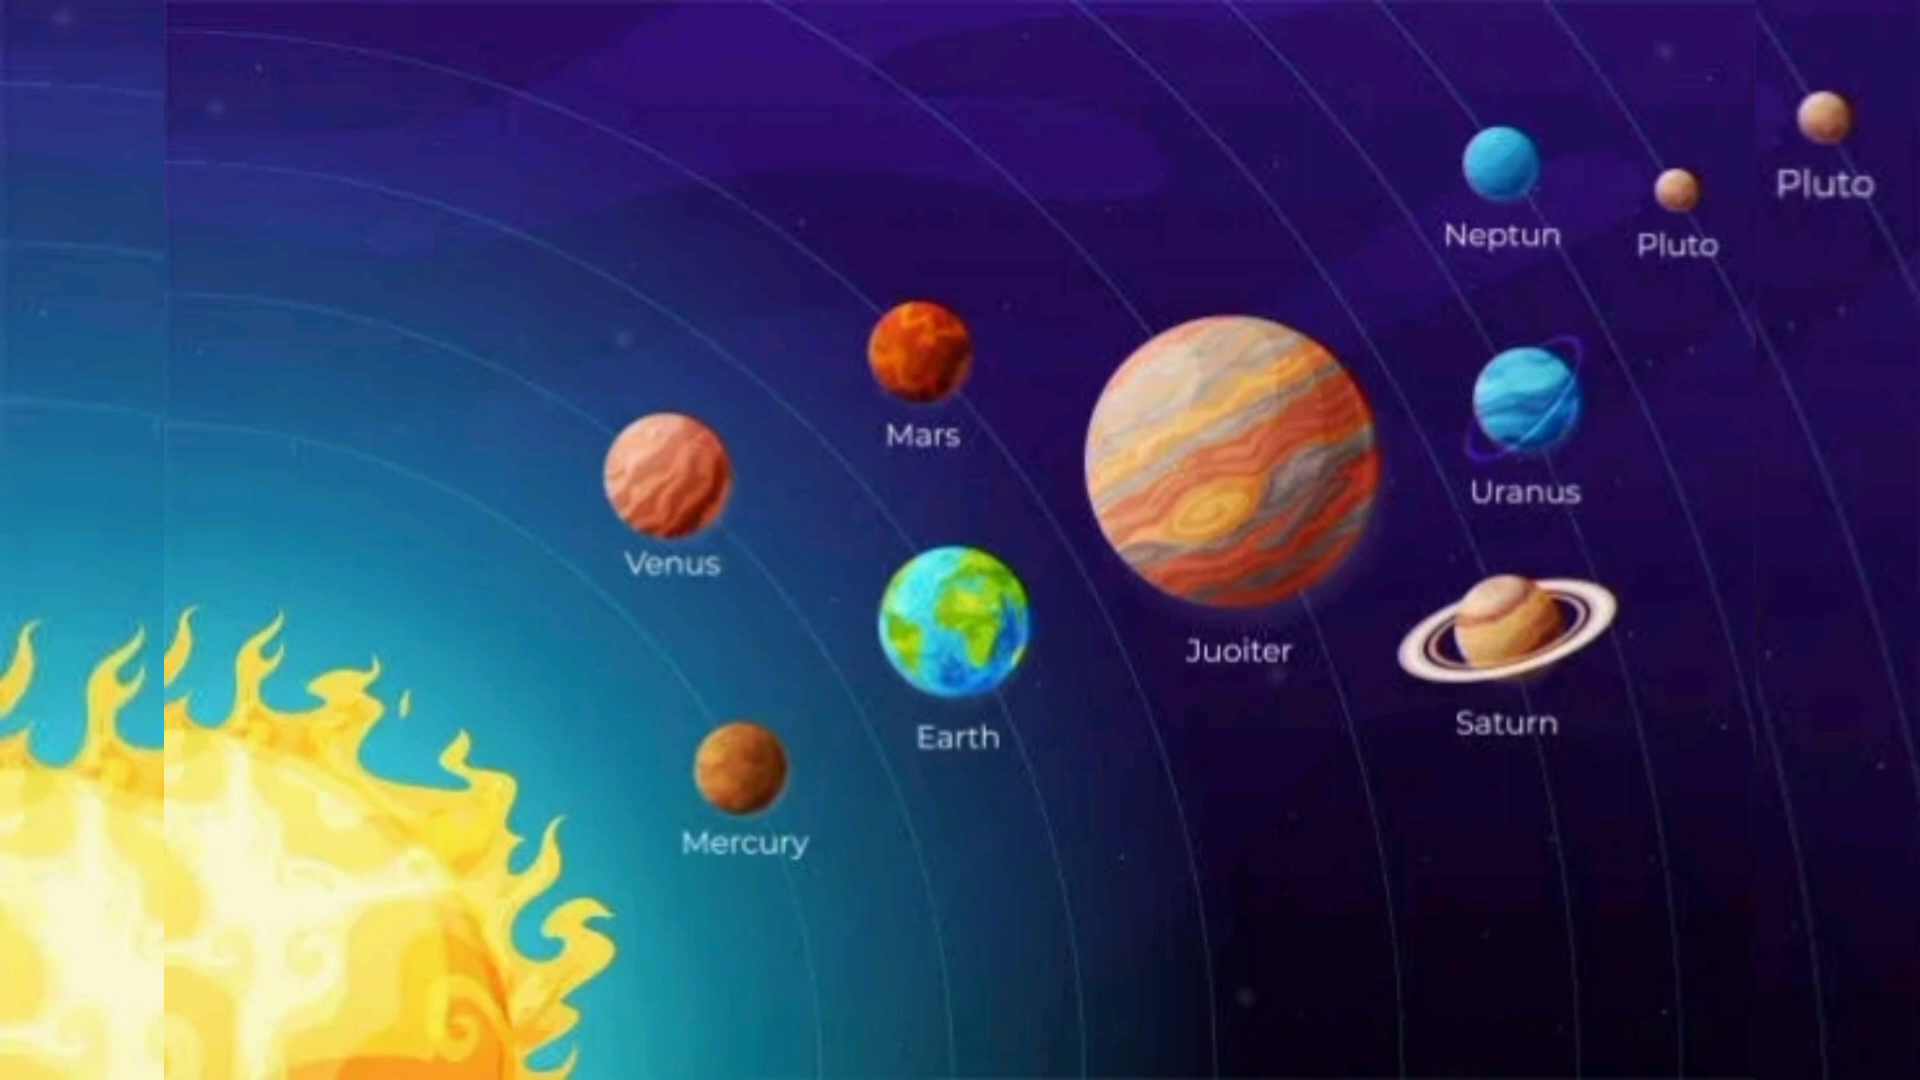 Pluto
Neptun
Pluto
Mars
Uranus
Venus
Juoiter
Saturn
Earth
Mercury